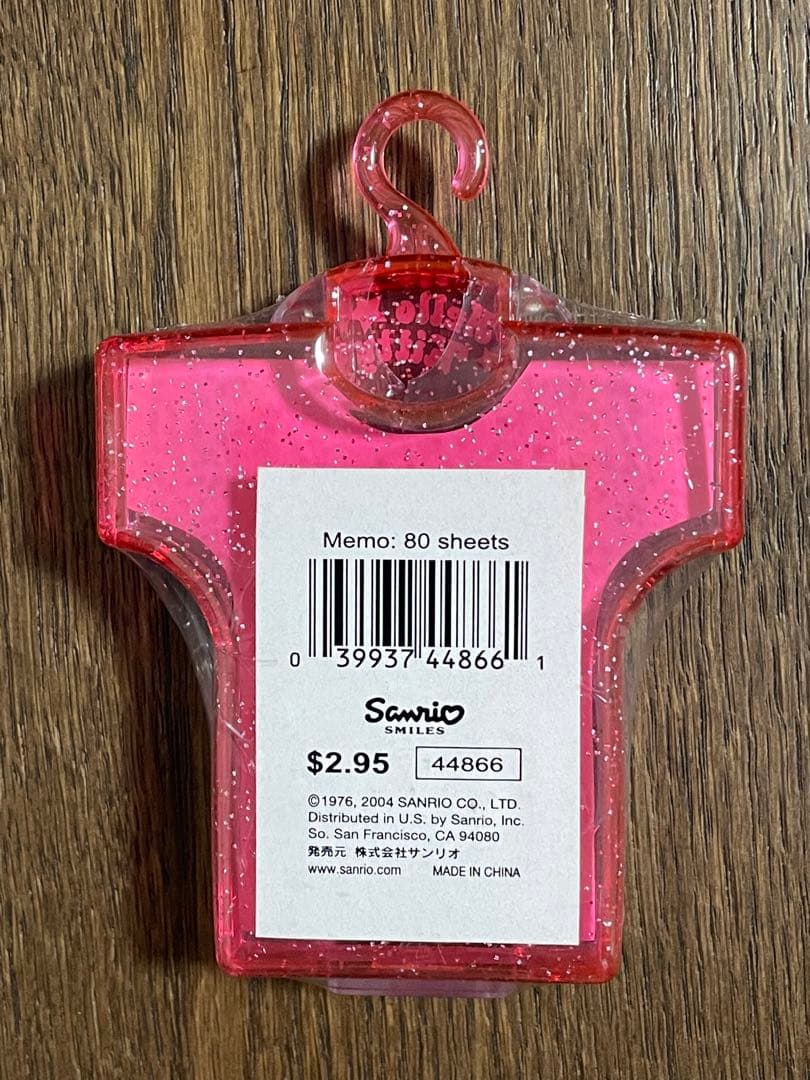 Hello
Kitty
Memo: 80 sheets
0 39937 44866 1
Sanrio
SMILES
$2.95 44866
©1976, 2004 SANRIO CO., LTD.
Distributed in U.S. by Sanrio, Inc.
So. San Francisco, CA 94080
発売元 株式会社サンリオ
www.sanrio.com MADE IN CHINA